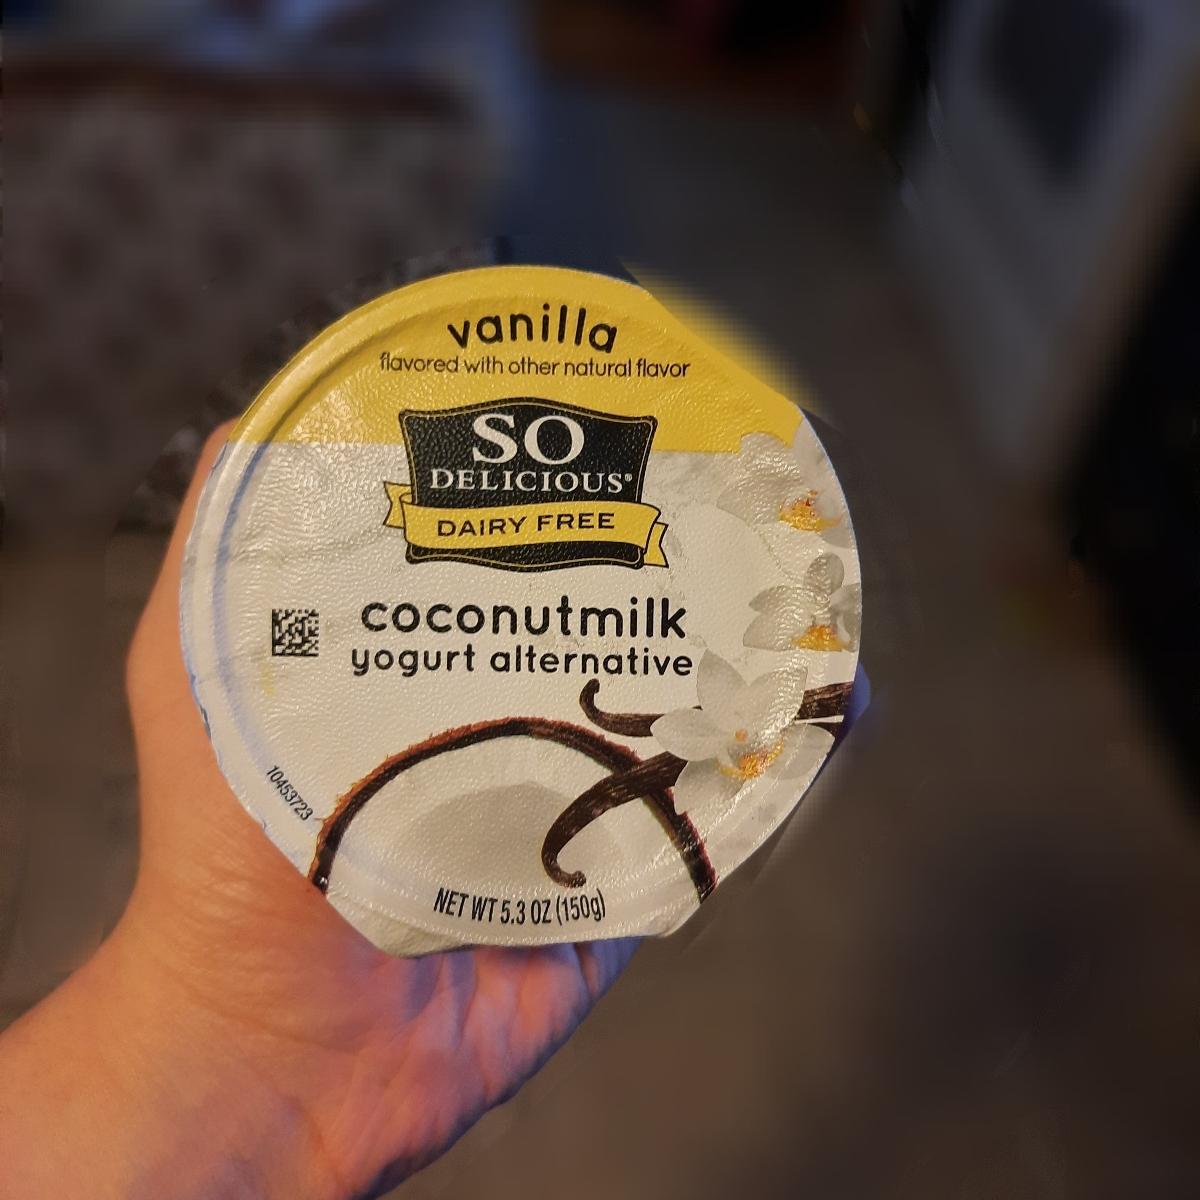 vanilla
flavored with other natural flavor
SO
DELICIOUS®
DAIRY FREE
coconutmilk
yogurt alternative
10453723
NET WT 5.3 OZ (150g)